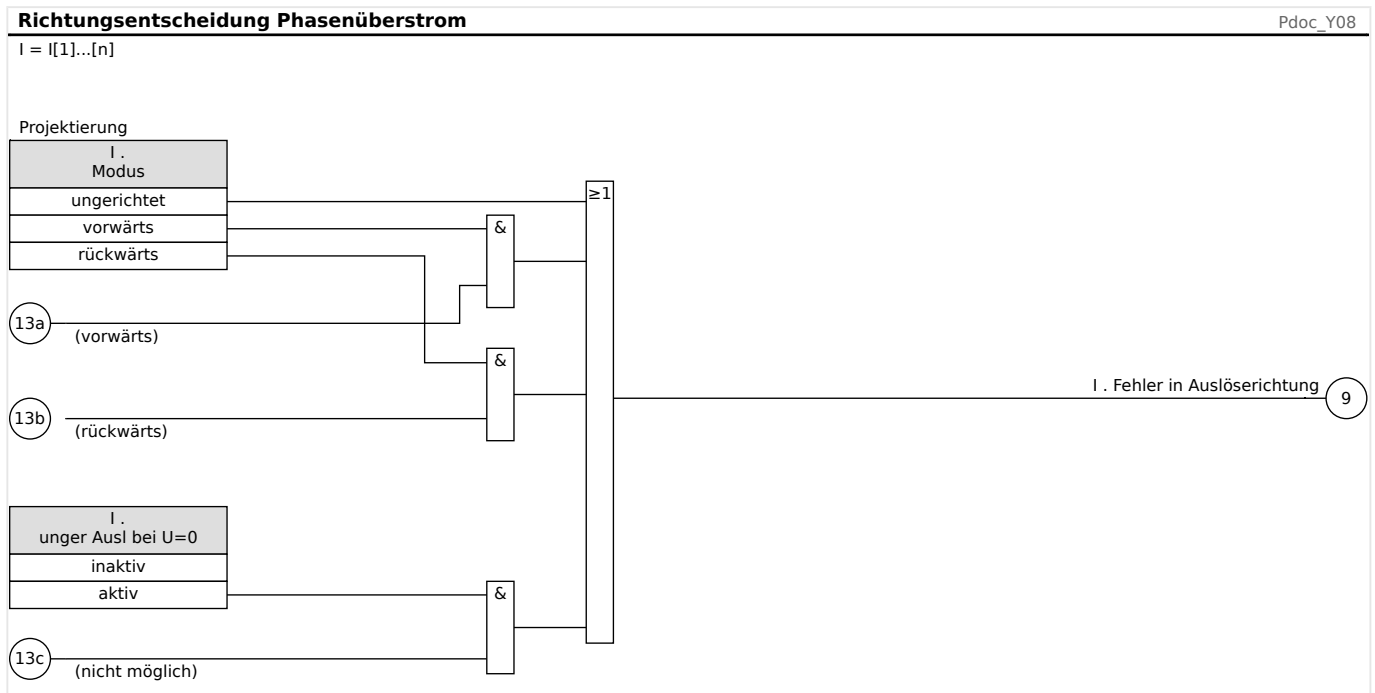 Richtungsentscheidung Phasenüberstrom
Pdoc_Y08
I = I[1]...[n]
Projektierung
I .
Modus
ungerichtet
vorwärts
rückwärts
≥1
&
13a
(vorwärts)
&
13b
(rückwärts)
I . Fehler in Auslöserichtung
9
I .
unger Ausl bei U=0
inaktiv
aktiv
&
13c
(nicht möglich)